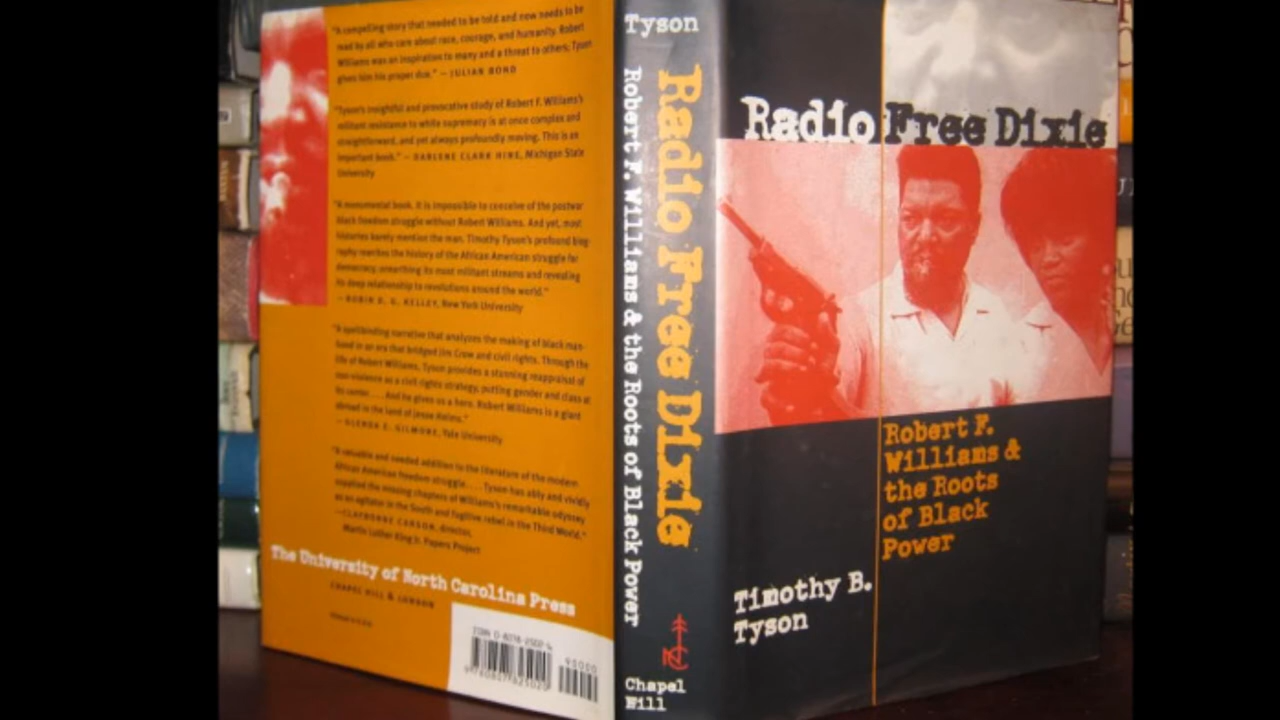 "A compelling story that needed to be told and now needs to be
read by all who care about race, courage, and humanity. Robert
Williams was an inspiration to many and a threat to others; Tyson
gives him his proper due." — JULIAN BOND
"Tyson's insightful and provocative study of Robert F. Williams's
militant resistance to white supremacy is at once complex and
straightforward, and yet always profoundly moving. This is an
important book." — DARLENE CLARK HINE, Michigan State
University
"A monumental book. It is impossible to conceive of the postwar
black freedom struggle without Robert Williams. And yet, most
histories barely mention the man. Timothy Tyson's profound biog-
raphy reaches the history of the African American struggle for
democracy, unearthing its most militant streams and revealing
its deep relationship to revolutions around the world."
— ROBIN D. G. KELLEY, New York University
"A spellbinding narrative that analyzes the making of black man-
hood in an era that bridged Jim Crow and civil rights. Through the
life of Robert Williams, Tyson provides a stunning reappraisal of
non-violence as a civil rights strategy, putting gender and class at
its center. . . . And he gives us a hero. Robert Williams is a giant
abroad in the land of Jesse Helms."
— GLENDA E. GILMORE, Yale University
"A valuable and needed addition to the literature of the modern
African American freedom struggle. . . . Tyson has ably and vividly
supplied the missing chapters of Williams's remarkable odyssey
as an agitator in the South and fugitive rebel in the Third World."
— CLAYBORNE CARSON, director,
Martin Luther King Jr. Papers Project
The University of North Carolina Press
CHAPEL HILL & LONDON
ISBN 0-8078-2502-6
90000
9 780807 825020
Tyson
Radio Free Dixie
Robert F. Williams & the Roots of Black Power
Chapel
Hill
Radio Free Dixie
Robert F.
Williams &
the Roots
of Black
Power
Timothy B.
Tyson